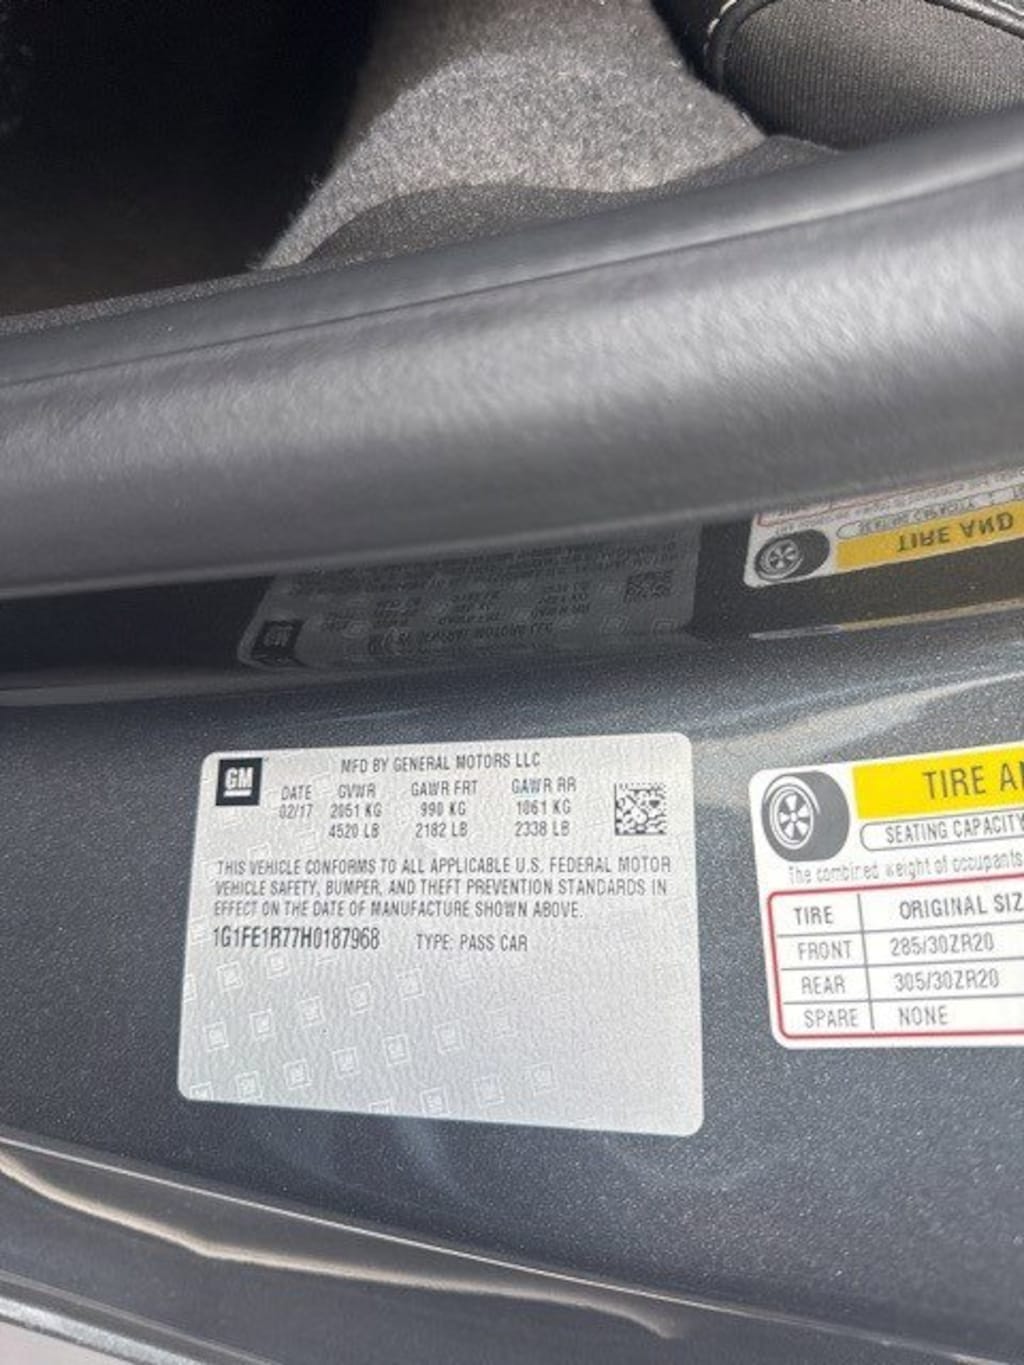 GM
MFD BY GENERAL MOTORS LLC
DATE GVWR GAWR FRT GAWR RR
02/17 2051 KG 990 KG 1061 KG
4520 LB 2182 LB 2338 LB
THIS VEHICLE CONFORMS TO ALL APPLICABLE U.S. FEDERAL MOTOR
VEHICLE SAFETY, BUMPER, AND THEFT PREVENTION STANDARDS IN
EFFECT ON THE DATE OF MANUFACTURE SHOWN ABOVE.
1G1FE1R77H0187968 TYPE: PASS CAR
TIRE AND
TIRE AN
SEATING CAPACITY
The combined weight of occupants
TIRE ORIGINAL SIZ
FRONT 285/30ZR20
REAR 305/30ZR20
SPARE NONE